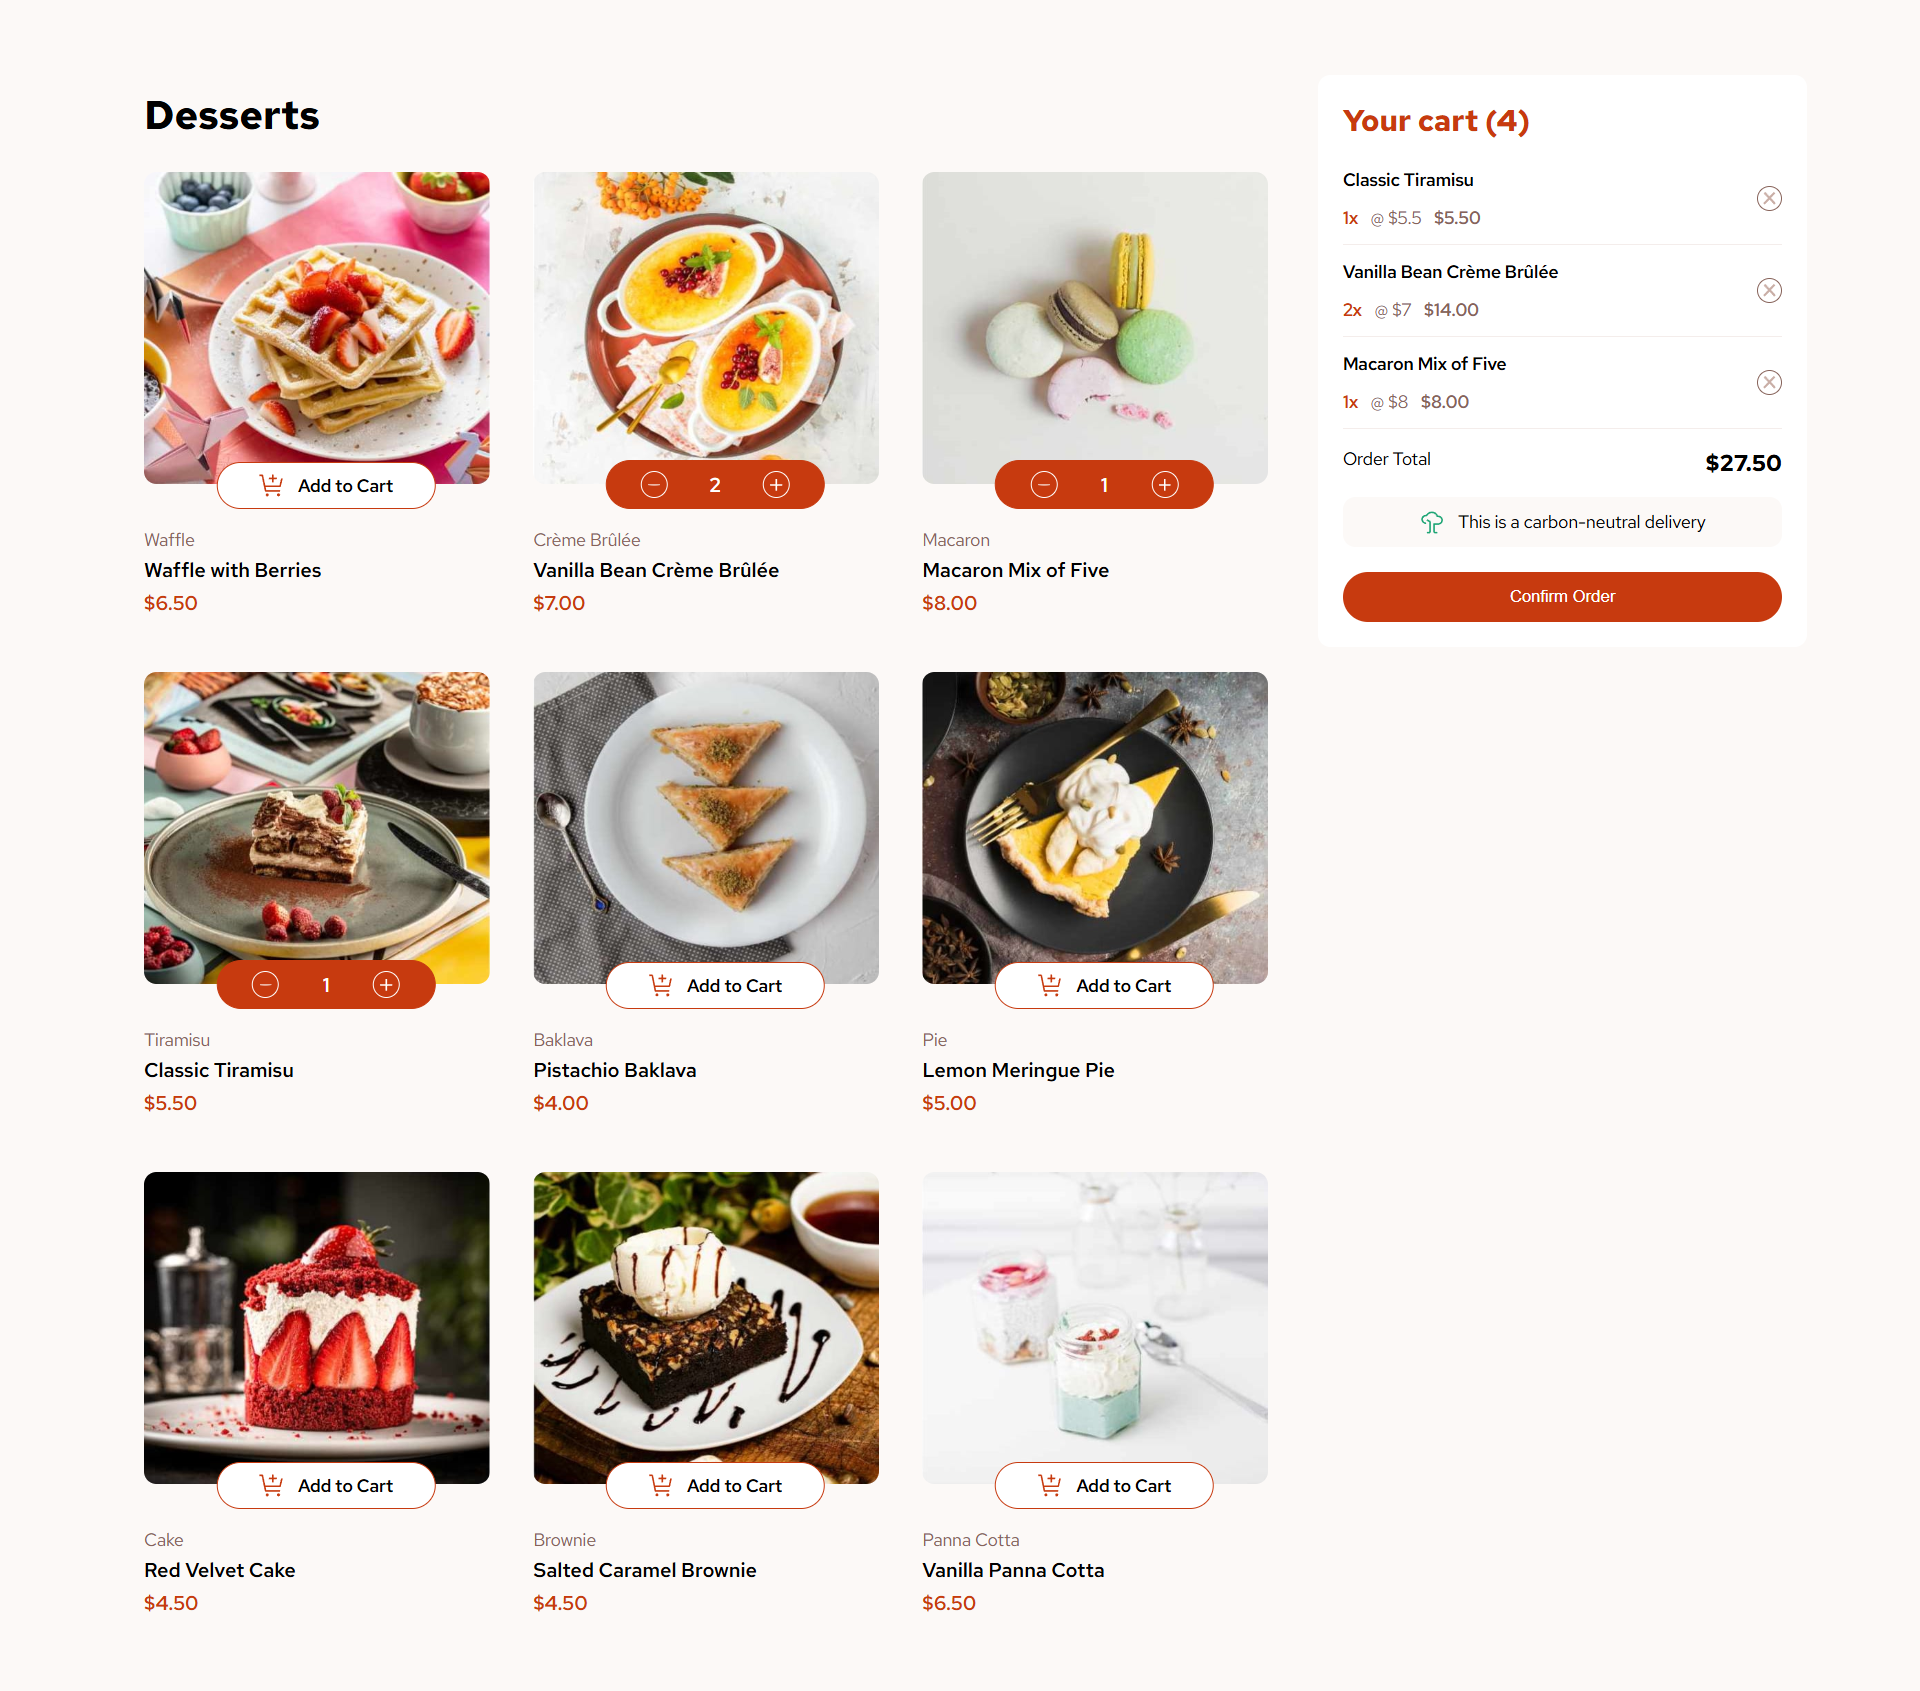 Desserts
Add to Cart
Waffle
Waffle with Berries
$6.50
2
Crème Brûlée
Vanilla Bean Crème Brûlée
$7.00
1
Macaron
Macaron Mix of Five
$8.00
1
Tiramisu
Classic Tiramisu
$5.50
Add to Cart
Baklava
Pistachio Baklava
$4.00
Add to Cart
Pie
Lemon Meringue Pie
$5.00
Add to Cart
Cake
Red Velvet Cake
$4.50
Add to Cart
Brownie
Salted Caramel Brownie
$4.50
Add to Cart
Panna Cotta
Vanilla Panna Cotta
$6.50
Your cart (4)
Classic Tiramisu
1x @ $5.5 $5.50
Vanilla Bean Crème Brûlée
2x @ $7 $14.00
Macaron Mix of Five
1x @ $8 $8.00
Order Total $27.50
This is a carbon-neutral delivery
Confirm Order